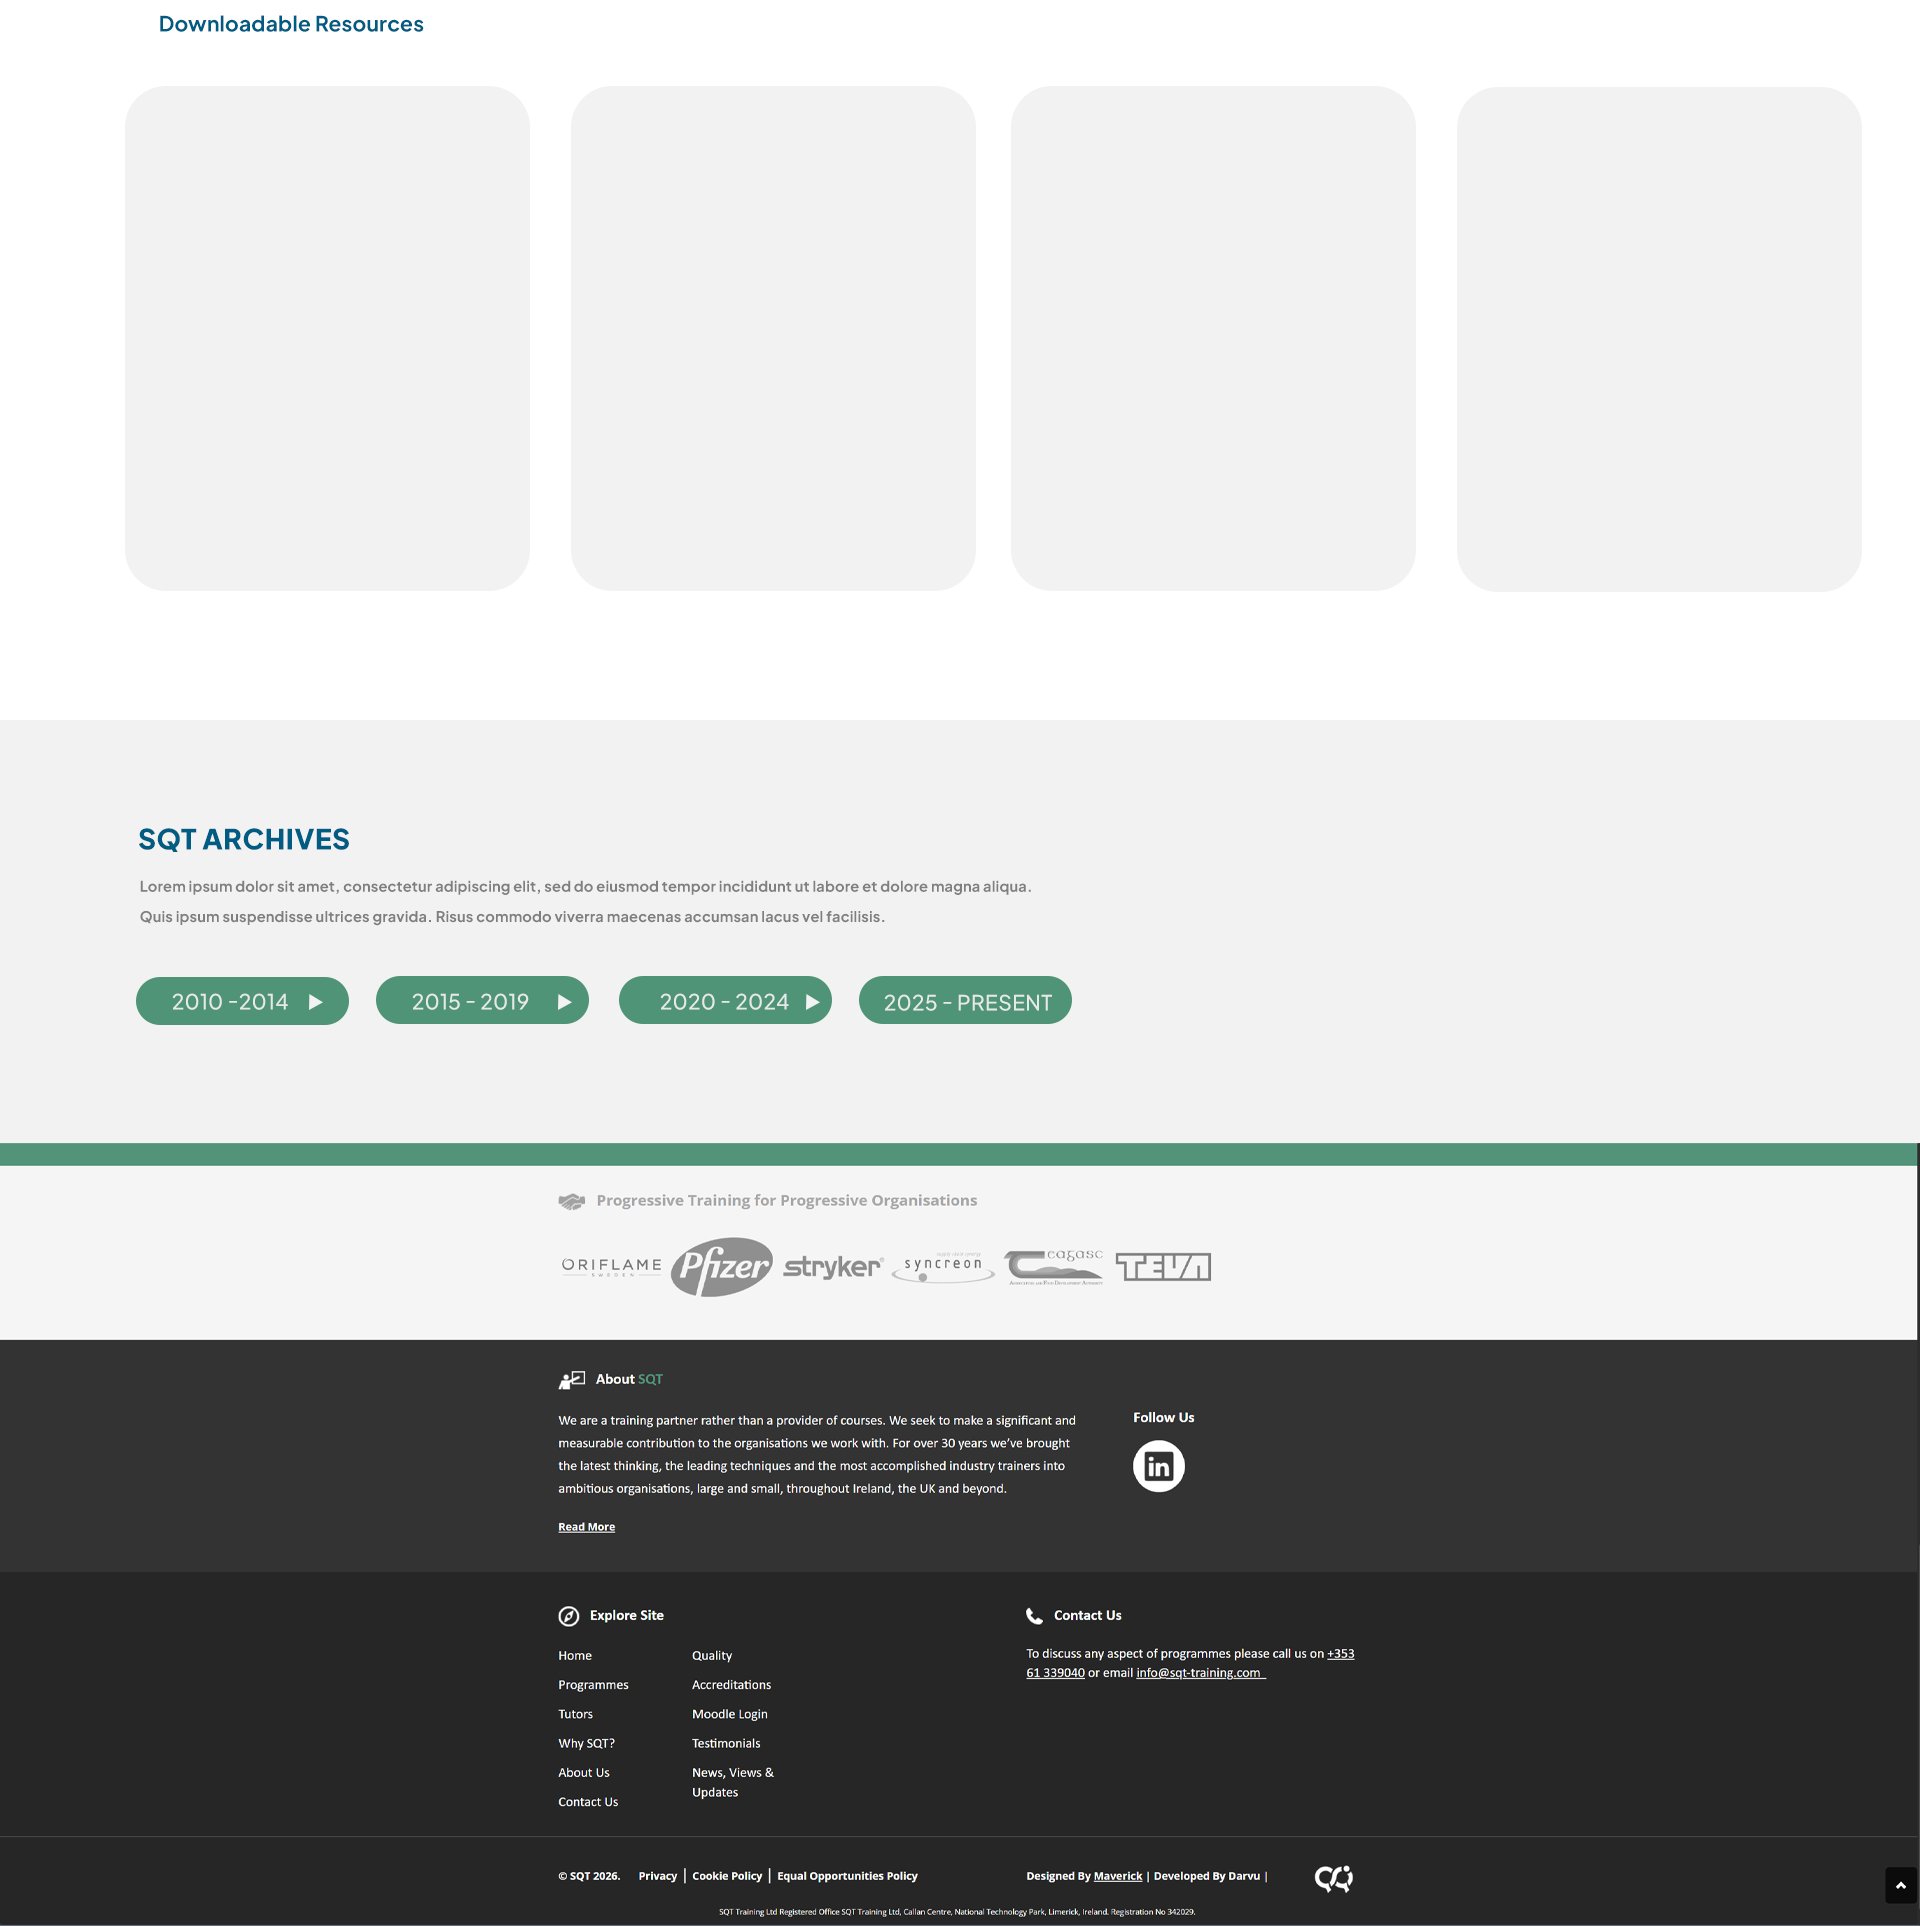 Downloadable Resources
SQT ARCHIVES
Lorem ipsum dolor sit amet, consectetur adipiscing elit, sed do eiusmod tempor incididunt ut labore et dolore magna aliqua.
Quis ipsum suspendisse ultrices gravida. Risus commodo viverra maecenas accumsan lacus vel facilisis.
2010 -2014
2015 - 2019
2020 - 2024
2025 - PRESENT
Progressive Training for Progressive Organisations
ORIFLAME
SWEDEN
Pfizer
stryker
syncreon
eagasc
AGRICULTURE AND FOOD DEVELOPMENT AUTHORITY
TEVA
About SQT
We are a training partner rather than a provider of courses. We seek to make a significant and
measurable contribution to the organisations we work with. For over 30 years we’ve brought
the latest thinking, the leading techniques and the most accomplished industry trainers into
ambitious organisations, large and small, throughout Ireland, the UK and beyond.
Read More
Follow Us
in
Explore Site
Home
Programmes
Tutors
Why SQT?
About Us
Contact Us
Quality
Accreditations
Moodle Login
Testimonials
News, Views &
Updates
Contact Us
To discuss any aspect of programmes please call us on +353
61 339040 or email info@sqt-training.com
© SQT 2026. Privacy | Cookie Policy | Equal Opportunities Policy
Designed By Maverick | Developed By Darvu |
SQT Training Ltd Registered Office SQT Training Ltd, Callan Centre, National Technology Park, Limerick, Ireland. Registration No 342029.